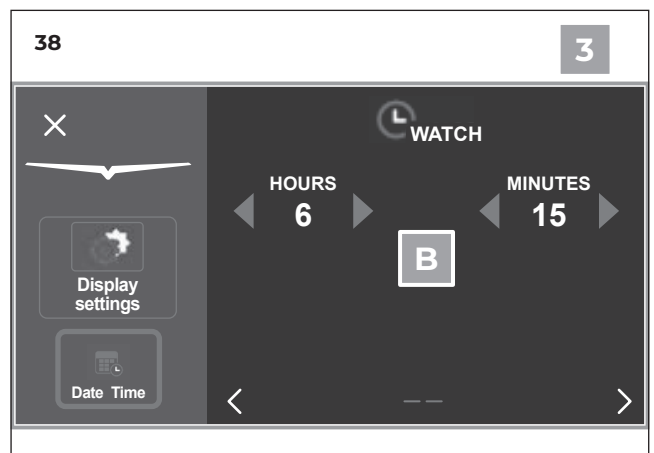 38
3
WATCH
HOURS
MINUTES
6
15
B
Display
settings
Date Time